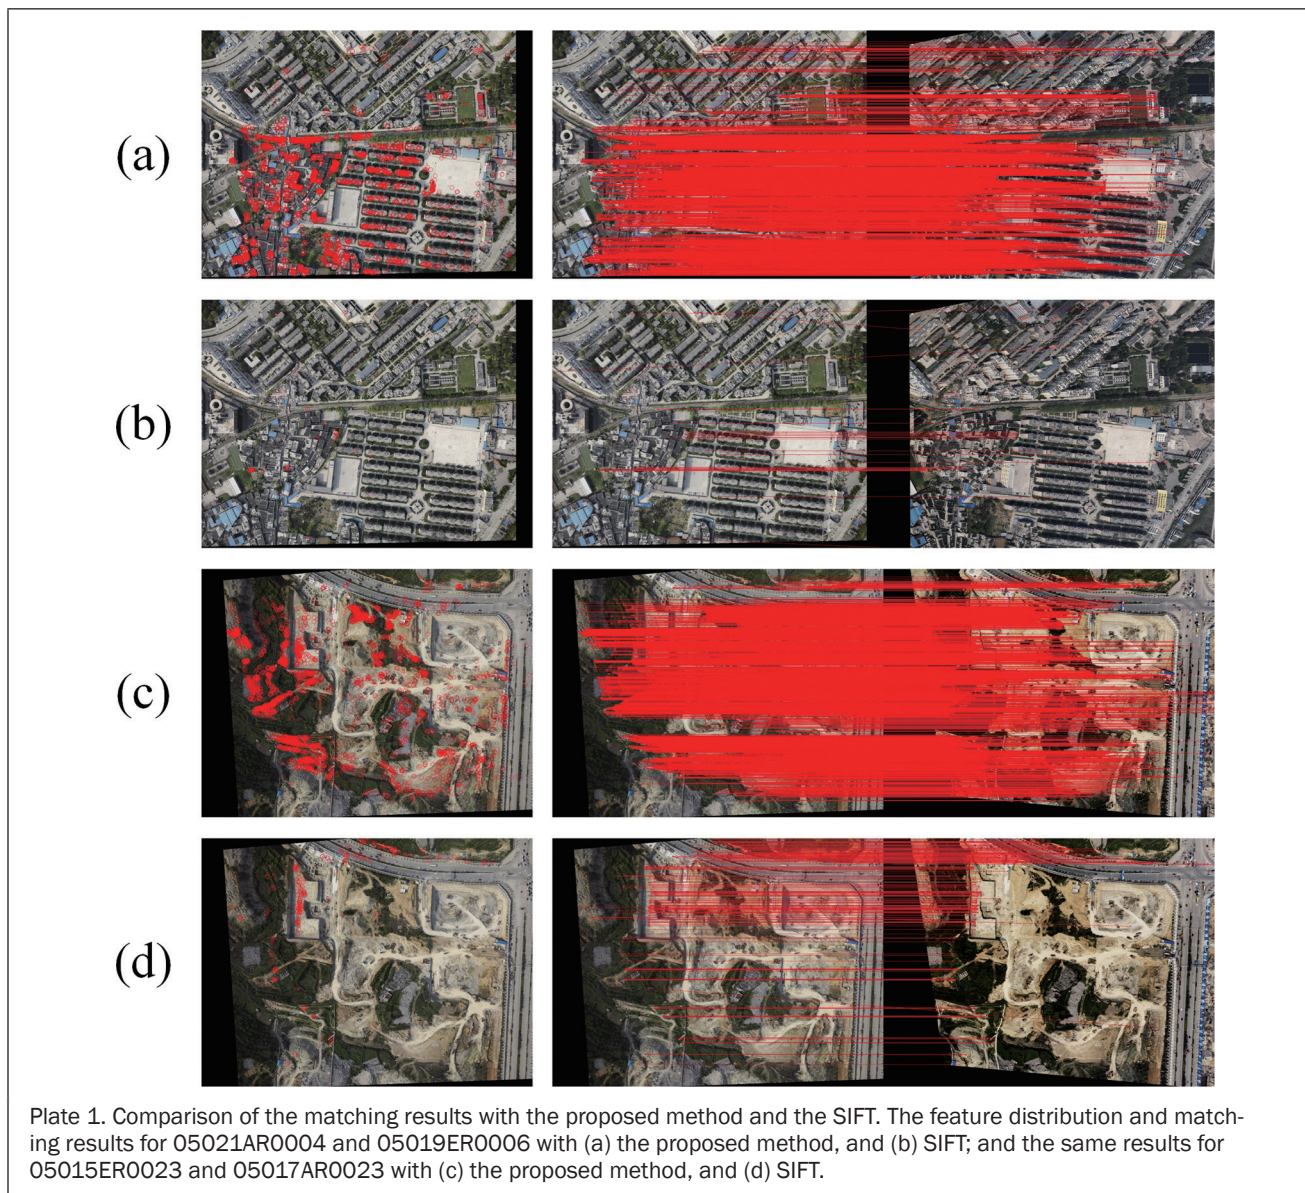 (a)
(b)
(c)
(d)
Plate 1. Comparison of the matching results with the proposed method and the SIFT. The feature distribution and match-
ing results for 05021AR0004 and 05019ER0006 with (a) the proposed method, and (b) SIFT; and the same results for
05015ER0023 and 05017AR0023 with (c) the proposed method, and (d) SIFT.